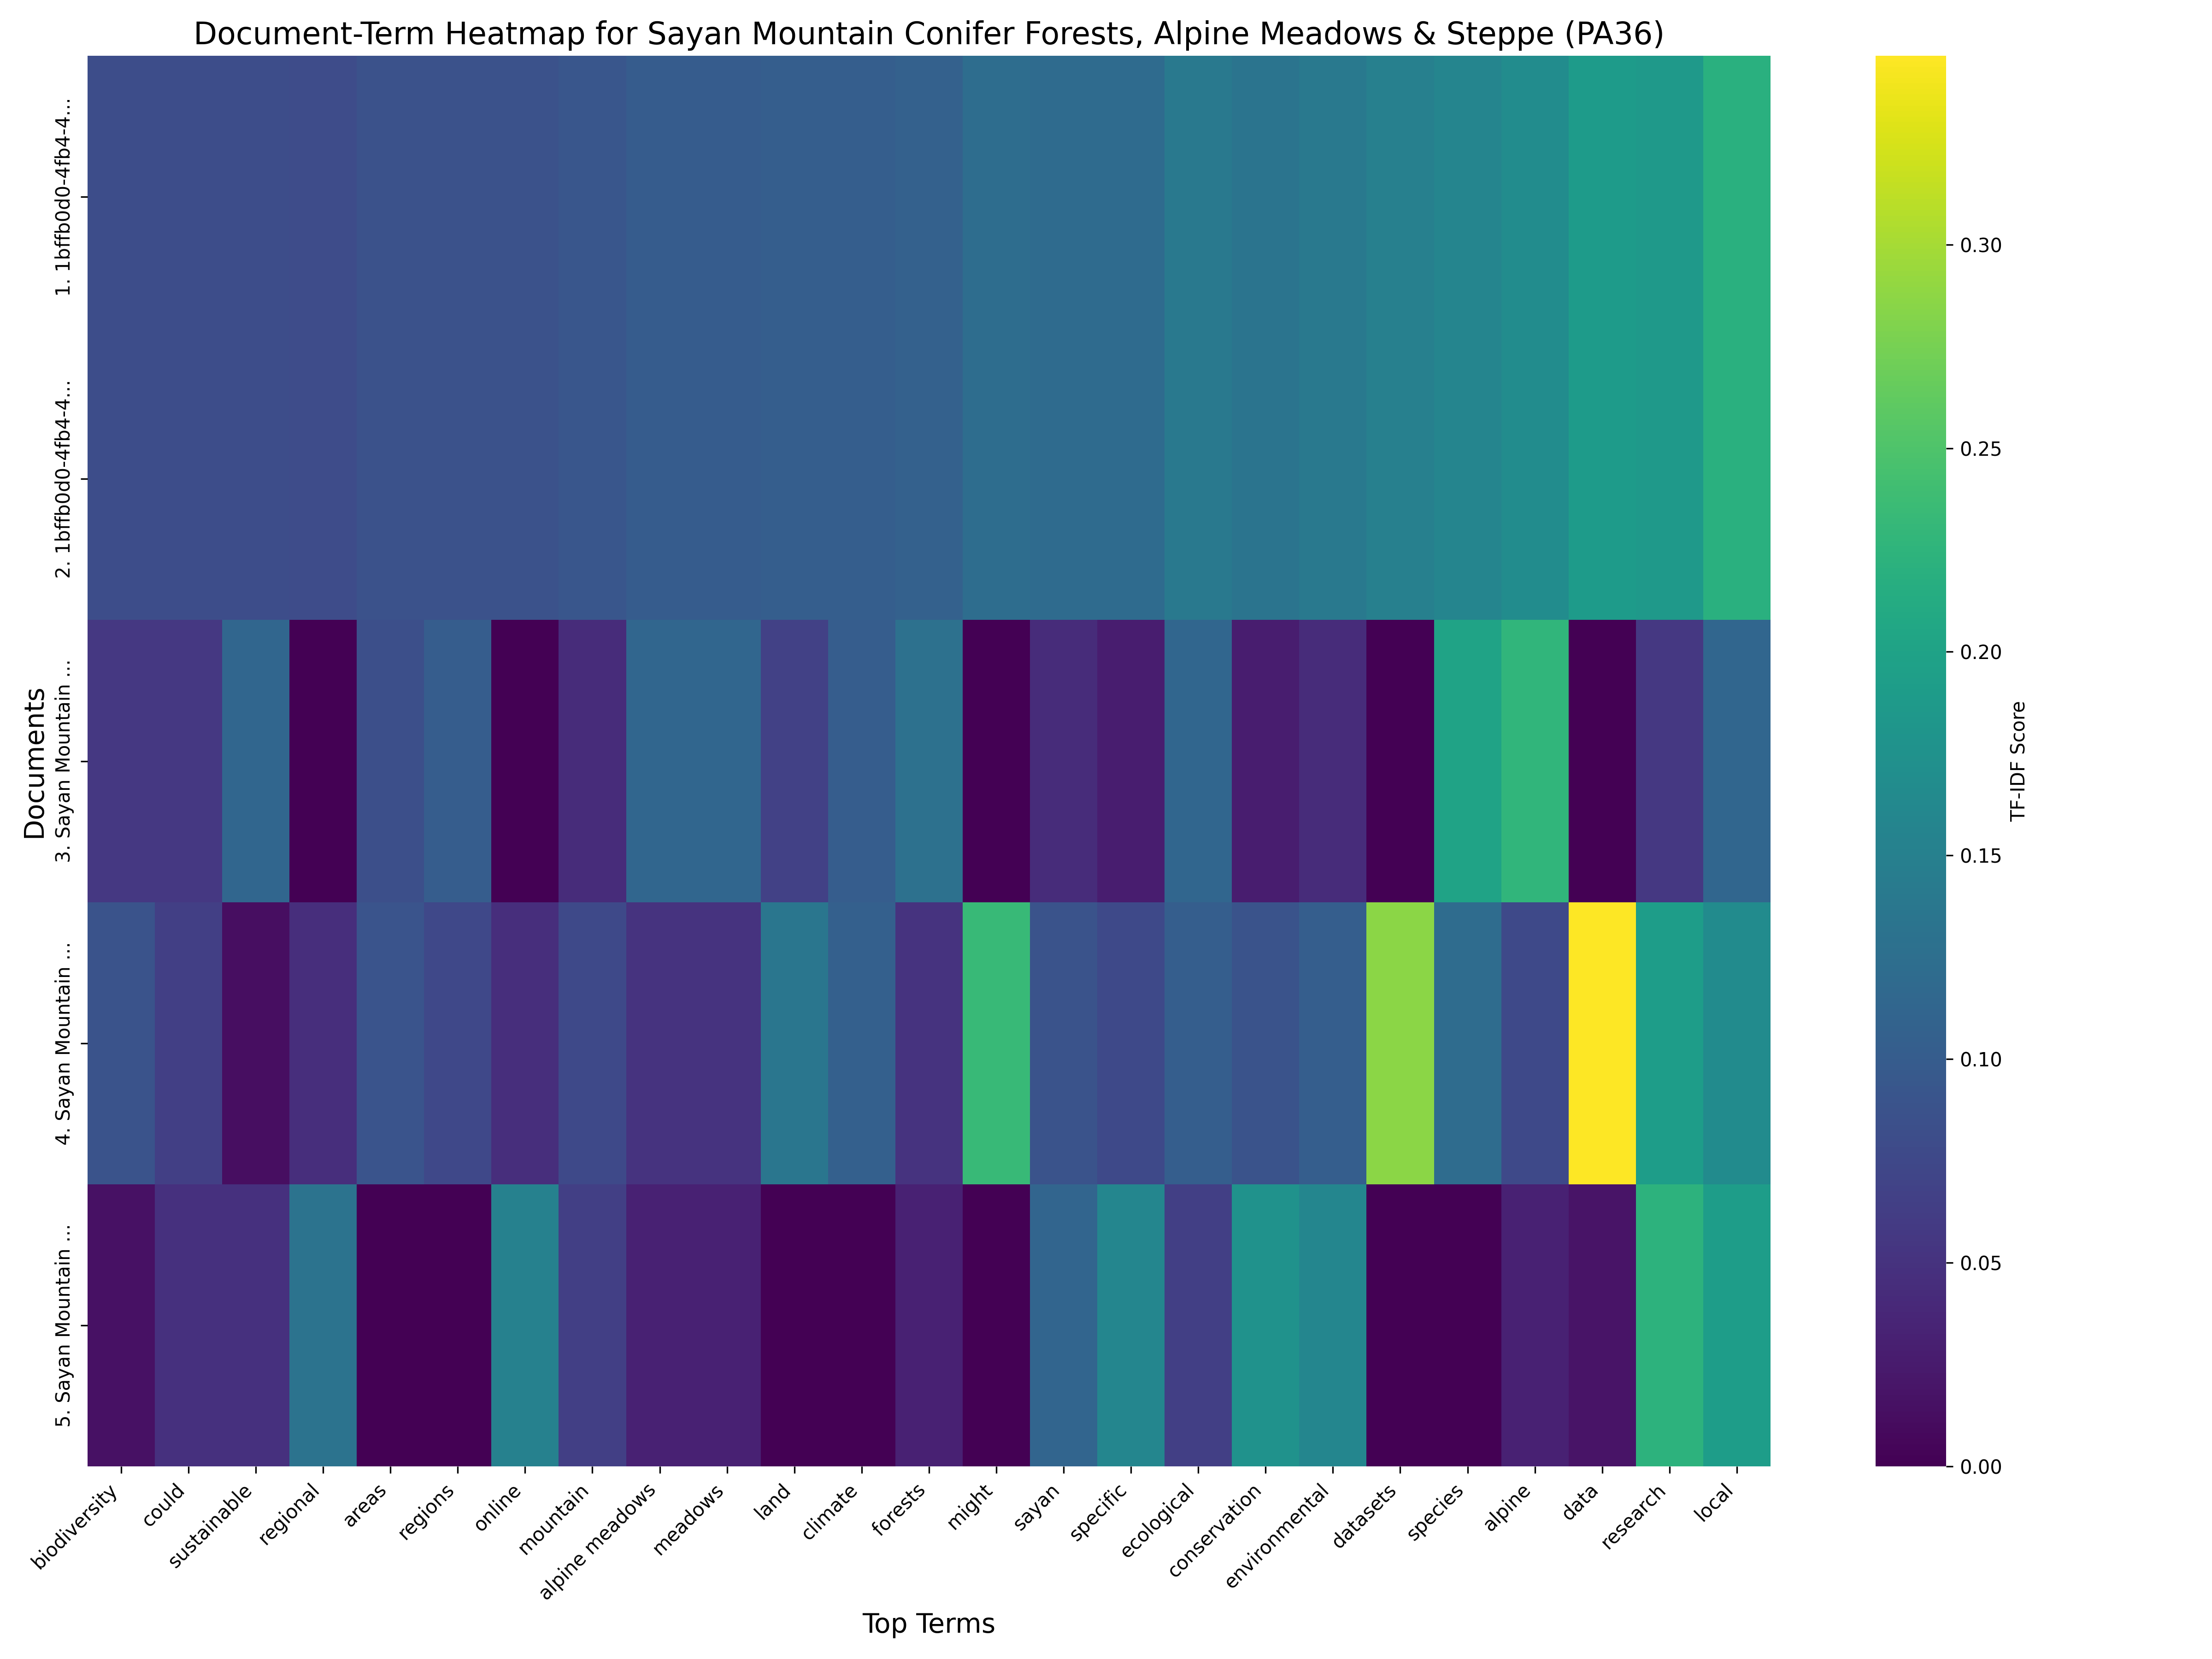 Document-Term Heatmap for Sayan Mountain Conifer Forests, Alpine Meadows & Steppe (PA36)
Documents
1. 1bffb0d0-4fb4-4...
2. 1bffb0d0-4fb4-4...
3. Sayan Mountain ...
4. Sayan Mountain ...
5. Sayan Mountain ...
biodiversity
could
sustainable
regional
areas
regions
online
mountain
alpine meadows
meadows
land
climate
forests
might
sayan
specific
ecological
conservation
environmental
datasets
species
alpine
data
research
local
Top Terms
0.30
0.25
0.20
0.15
0.10
0.05
0.00
TF-IDF Score